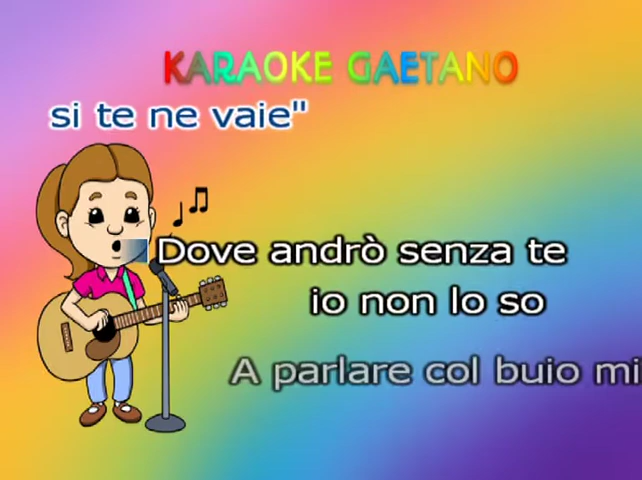 KARAOKE GAETANO
si te ne vaie"
Dove andrò senza te
io non lo so
A parlare col buio mi